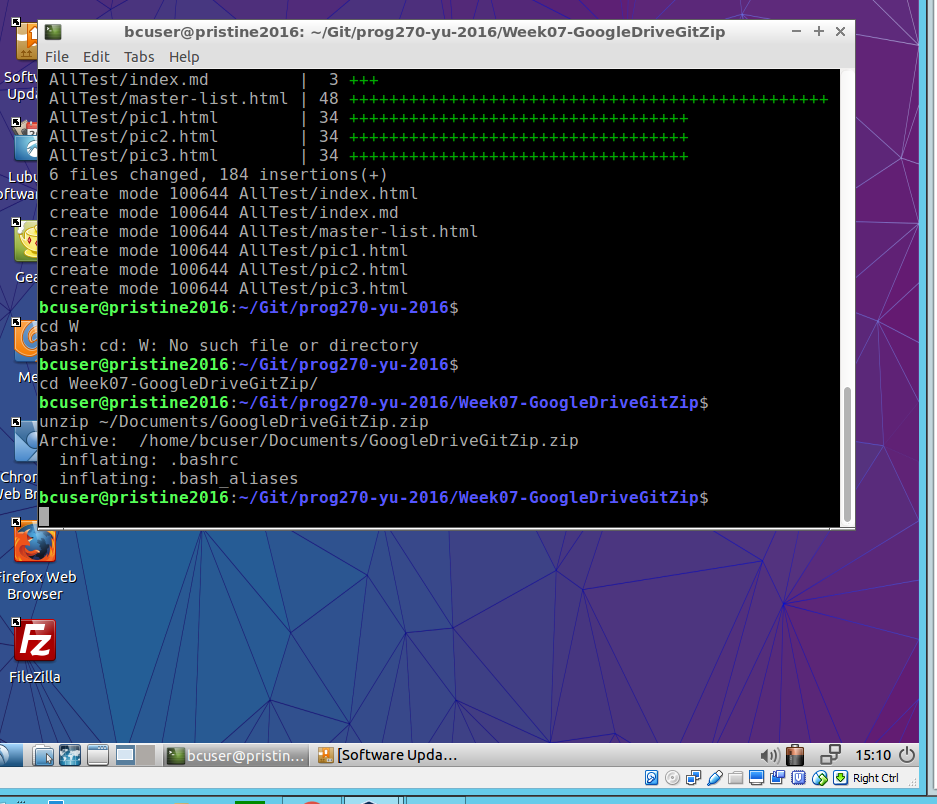 bcuser@pristine2016: ~/Git/prog270-yu-2016/Week07-GoogleDriveGitZip
File Edit Tabs Help
AllTest/index.md | 3 +++
AllTest/master-list.html | 48 ++++++++++++++++++++++++++++++++++++++++++++++++
AllTest/pic1.html | 34 ++++++++++++++++++++++++++++++++++
AllTest/pic2.html | 34 ++++++++++++++++++++++++++++++++++
AllTest/pic3.html | 34 ++++++++++++++++++++++++++++++++++
6 files changed, 184 insertions(+)
create mode 100644 AllTest/index.html
create mode 100644 AllTest/index.md
create mode 100644 AllTest/master-list.html
create mode 100644 AllTest/pic1.html
create mode 100644 AllTest/pic2.html
create mode 100644 AllTest/pic3.html
bcuser@pristine2016:~/Git/prog270-yu-2016$
cd W
bash: cd: W: No such file or directory
bcuser@pristine2016:~/Git/prog270-yu-2016$
cd Week07-GoogleDriveGitZip/
bcuser@pristine2016:~/Git/prog270-yu-2016/Week07-GoogleDriveGitZip$
unzip ~/Documents/GoogleDriveGitZip.zip
Archive:  /home/bcuser/Documents/GoogleDriveGitZip.zip
inflating: .bashrc
inflating: .bash_aliases
bcuser@pristine2016:~/Git/prog270-yu-2016/Week07-GoogleDriveGitZip$
Softw
Upda
Lubu
oftwar
Gea
Me
Chro
Web Br
Firefox Web
Browser
Fz
FileZilla
bcuser@pristin...
[Software Upda...
15:10
Right Ctrl